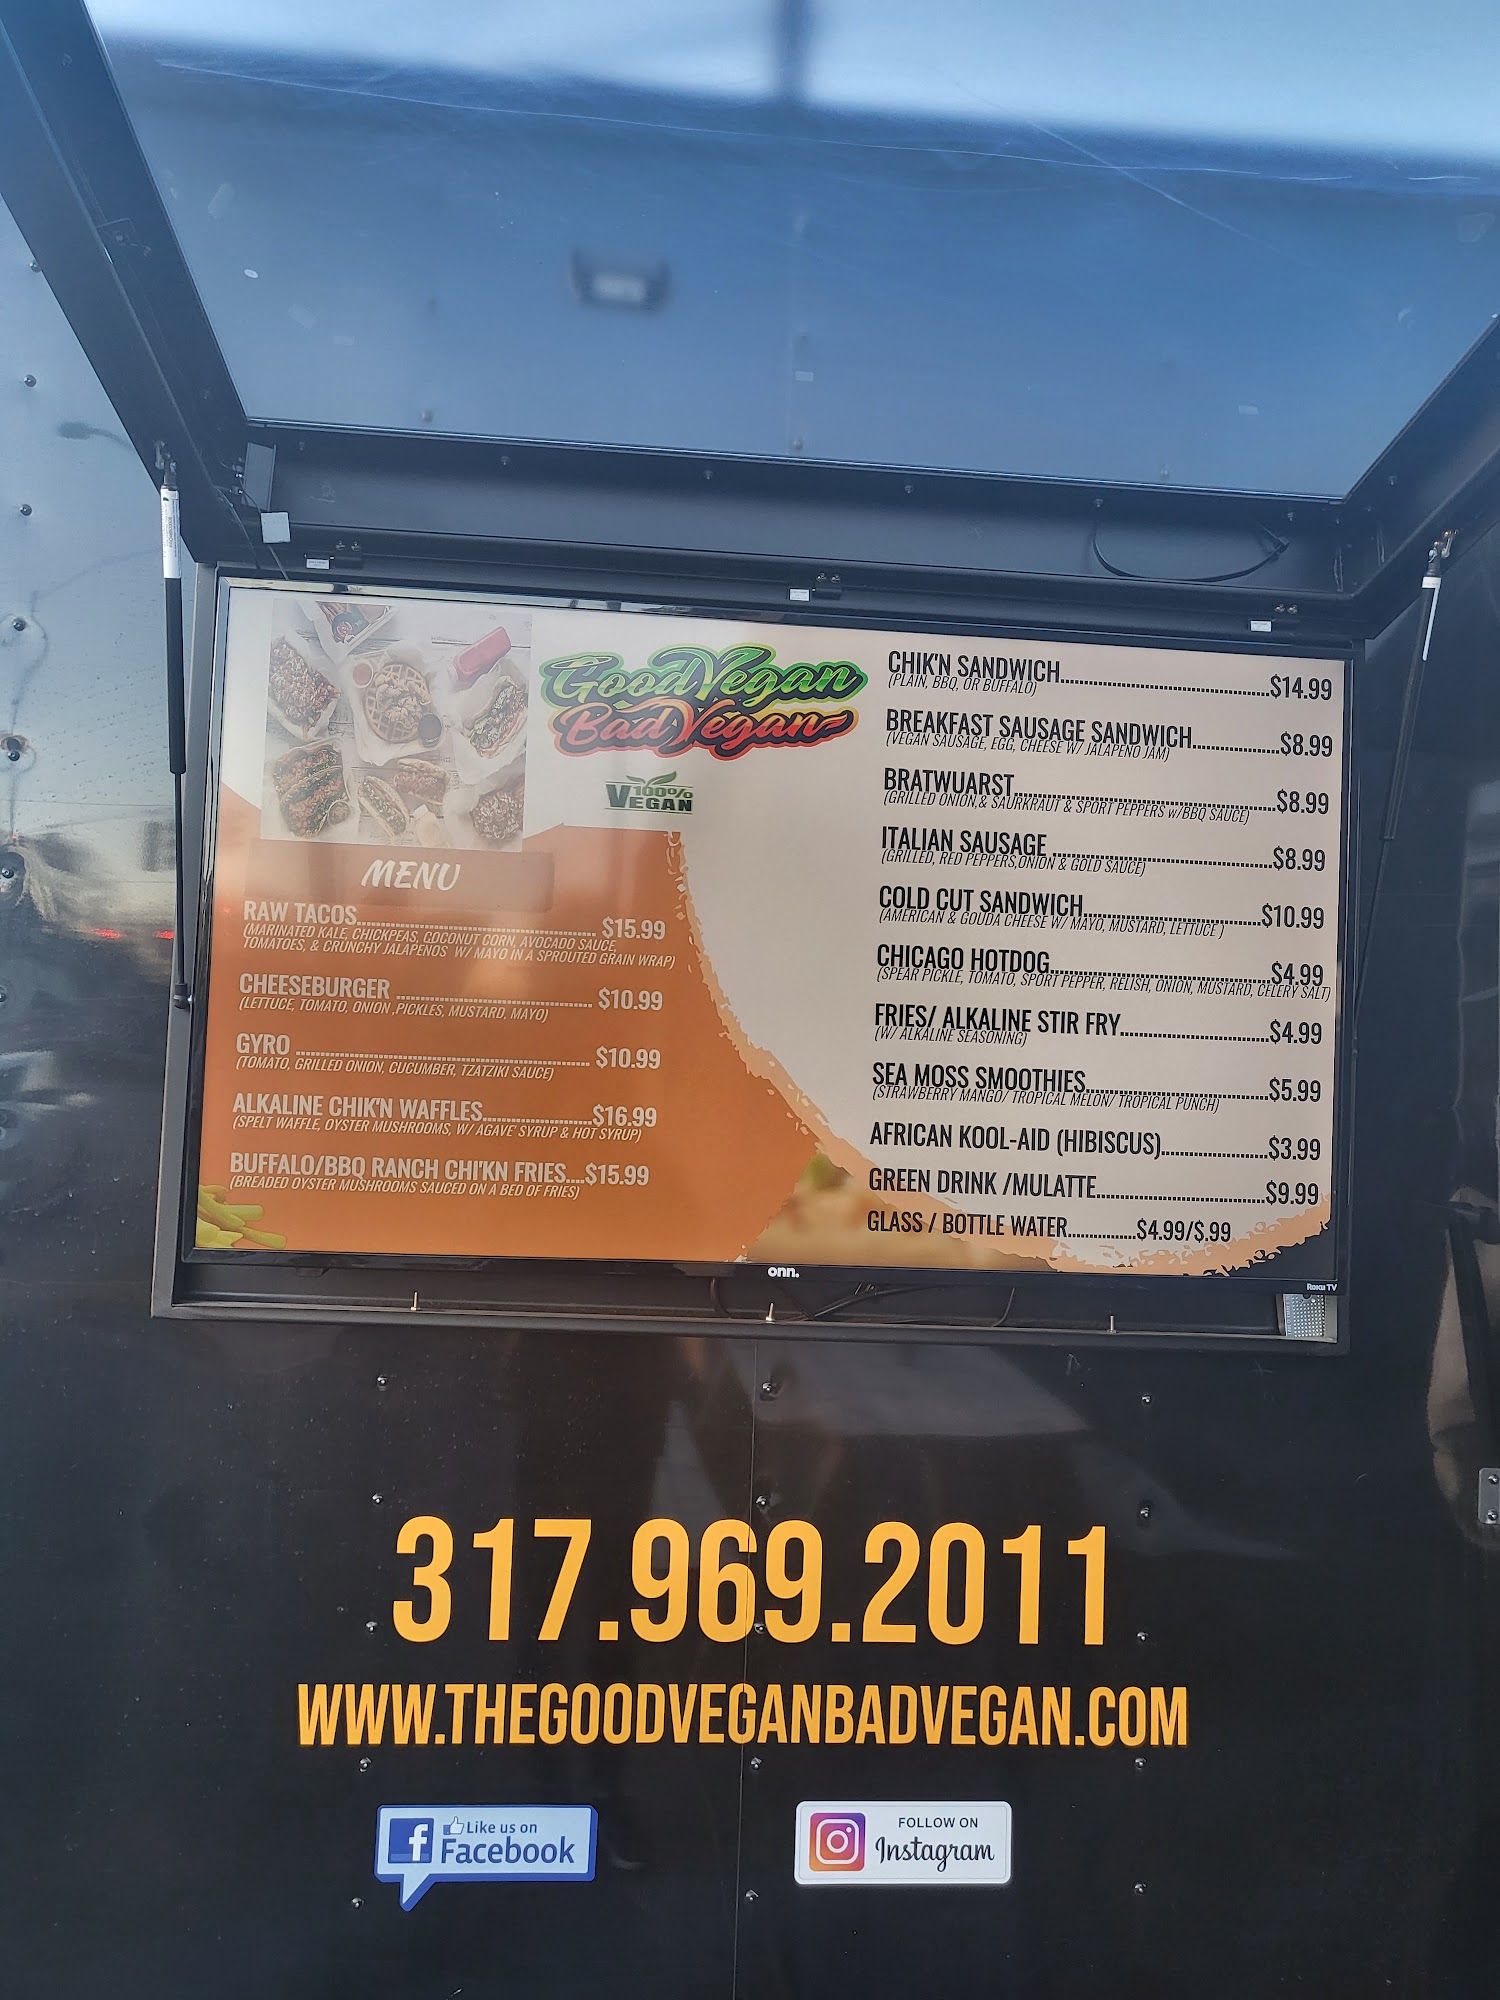 Good Vegan
Bad Vegan
100%
VEGAN
MENU
RAW TACOS.......... $15.99
(MARINATED KALE, CHICKPEAS, COCONUT CORN, AVOCADO SAUCE,
TOMATOES, & CRUNCHY JALAPENOS W/ MAYO IN A SPROUTED GRAIN WRAP)
CHEESEBURGER .......... $10.99
(LETTUCE, TOMATO, ONION ,PICKLES, MUSTARD, MAYO)
GYRO .......... $10.99
(TOMATO, GRILLED ONION, CUCUMBER, TZATZIKI SAUCE)
ALKALINE CHIK'N WAFFLES..........$16.99
(SPELT WAFFLE, OYSTER MUSHROOMS, W/ AGAVE' SYRUP & HOT SYRUP)
BUFFALO/BBQ RANCH CHI'KN FRIES....$15.99
(BREADED OYSTER MUSHROOMS SAUCED ON A BED OF FRIES)
CHIK'N SANDWICH..........$14.99
(PLAIN, BBQ, OR BUFFALO)
BREAKFAST SAUSAGE SANDWICH..........$8.99
(VEGAN SAUSAGE, EGG, CHEESE W/ JALAPENO JAM)
BRATWUARST..........$8.99
(GRILLED ONION,& SAURKRAUT & SPORT PEPPERS w/BBQ SAUCE)
ITALIAN SAUSAGE ..........$8.99
(GRILLED, RED PEPPERS,ONION & GOLD SAUCE)
COLD CUT SANDWICH..........$10.99
(AMERICAN & GOUDA CHEESE W/ MAYO, MUSTARD, LETTUCE )
CHICAGO HOTDOG..........$4.99
(SPEAR PICKLE, TOMATO, SPORT PEPPER, RELISH, ONION, MUSTARD, CELERY SALT)
FRIES/ ALKALINE STIR FRY..........$4.99
(W/ ALKALINE SEASONING)
SEA MOSS SMOOTHIES..........$5.99
(STRAWBERRY MANGO/ TROPICAL MELON/ TROPICAL PUNCH)
AFRICAN KOOL-AID (HIBISCUS)..........$3.99
GREEN DRINK /MULATTE..........$9.99
GLASS / BOTTLE WATER..........$4.99/$.99
onn.
Roku TV
317.969.2011
WWW.THEGOODVEGANBADVEGAN.COM
f Like us on
Facebook
FOLLOW ON
Instagram